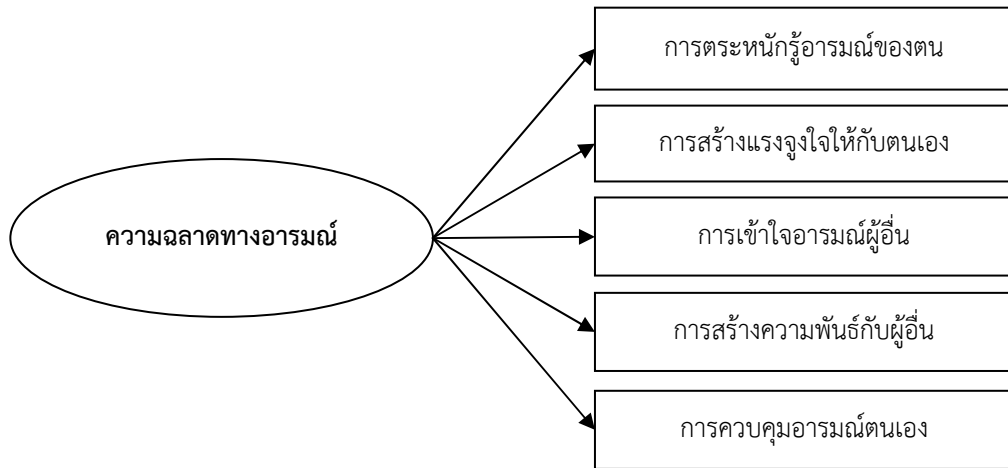 การตระหนักรู้อารมณ์ของตน
การสร้างแรงจูงใจให้กับตนเอง
ความฉลาดทางอารมณ์
การเข้าใจอารมณ์ผู้อื่น
การสร้างความพันธ์กับผู้อื่น
การควบคุมอารมณ์ตนเอง